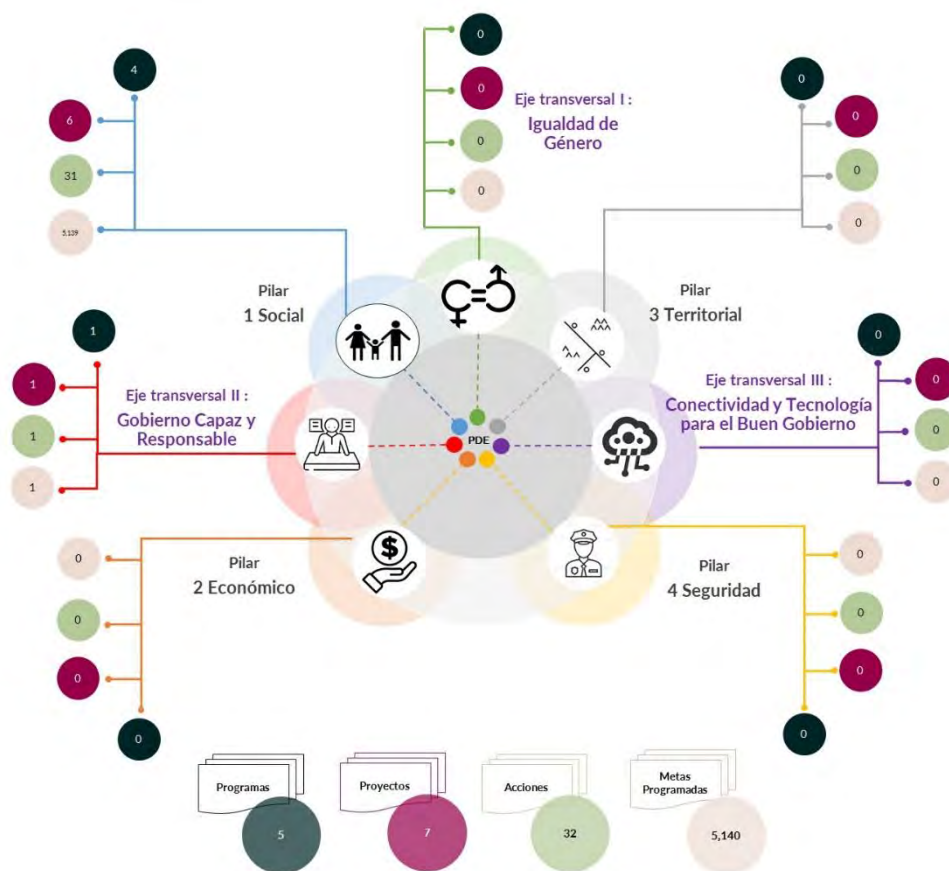 0
4
0
0
Eje transversal I :
Igualdad de
Género
0
6
0
31
0
0
0
5,139
0
Pilar
1 Social
Pilar
3 Territorial
1
0
1
Eje transversal II :
Gobierno Capaz y
Responsable
1
1
Eje transversal III :
Conectividad y Tecnología
para el Buen Gobierno
0
0
0
PDE
0
0
0
Pilar
2 Económico
0
Pilar
4 Seguridad
0
0
0
0
Programas
5
Proyectos
7
Acciones
32
Metas
Programadas
5,140